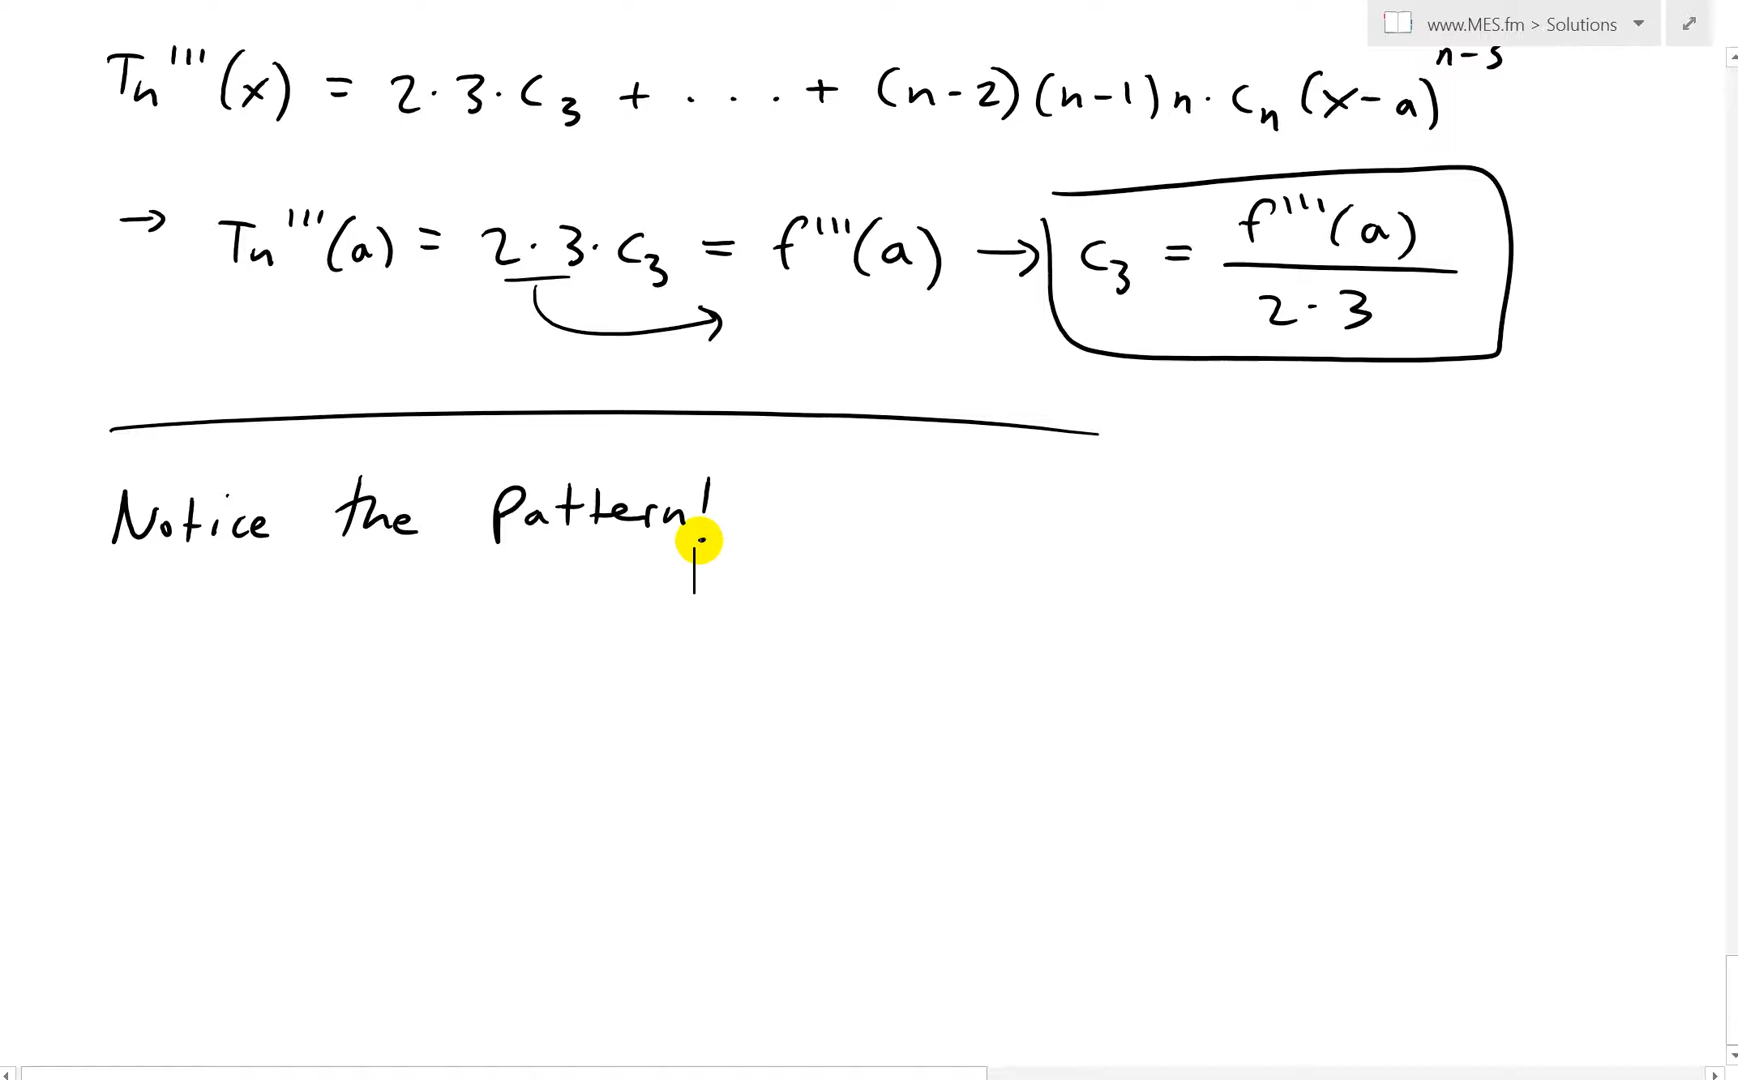 www.MES.fm > Solutions
Tn'''(x) = 2·3·c₃ + ... + (n-2)(n-1)n·cₙ(x-a)ⁿ⁻³
→ Tn'''(a) = 2·3·c₃ = f'''(a) → c₃ = f'''(a) / 2·3
Notice the Pattern!